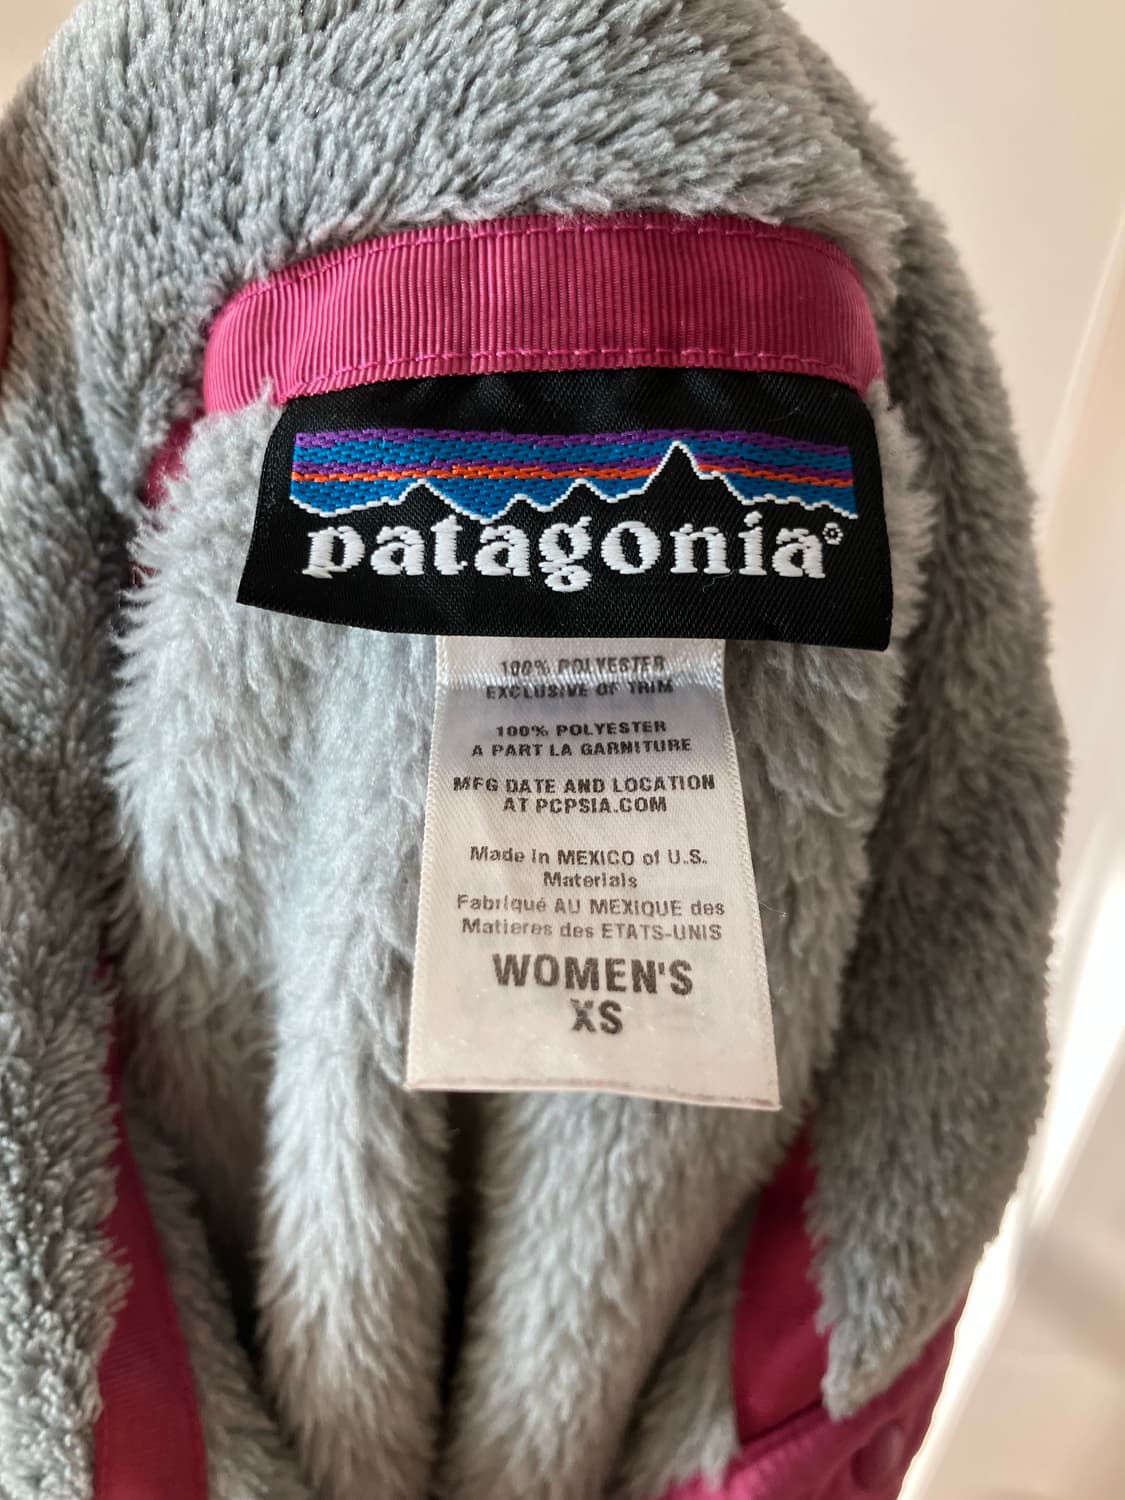 patagonia®
100% POLYESTER
EXCLUSIVE OF TRIM
100% POLYESTER
A PART LA GARNITURE
MFG DATE AND LOCATION
AT PCPSIA.COM
Made in MEXICO of U.S.
Materials
Fabriqué AU MEXIQUE des
Matieres des ETATS-UNIS
WOMEN'S
XS